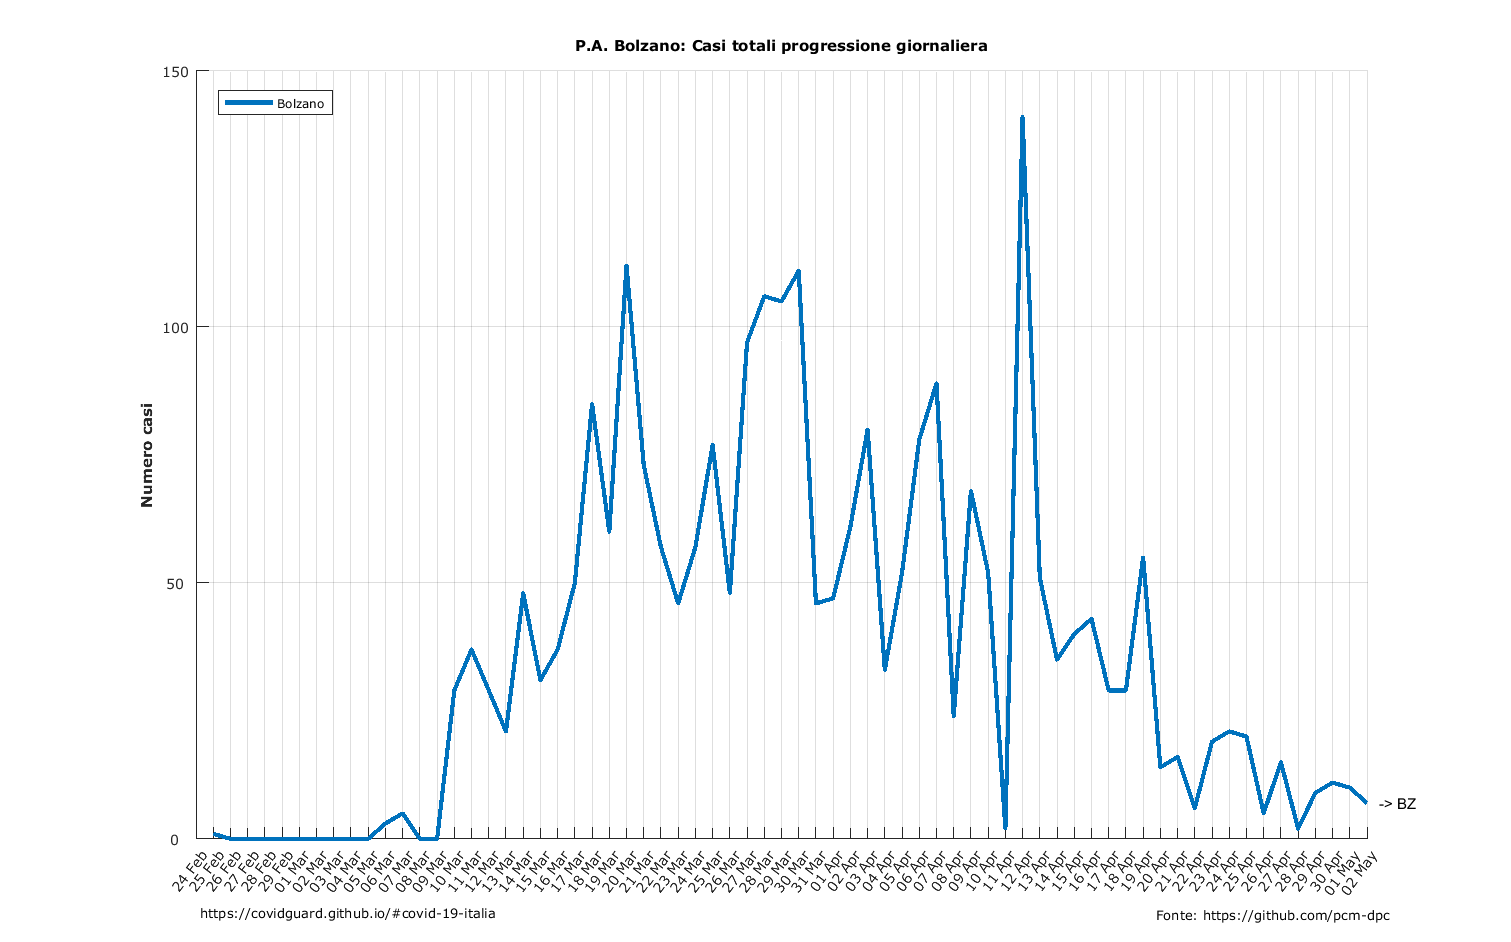 P.A. Bolzano: Casi totali progressione giornaliera
150
Bolzano
100
Numero casi
50
-> BZ
0
24 Feb
25 Feb
26 Feb
27 Feb
28 Feb
29 Feb
01 Mar
02 Mar
03 Mar
04 Mar
05 Mar
06 Mar
07 Mar
08 Mar
09 Mar
10 Mar
11 Mar
12 Mar
13 Mar
14 Mar
15 Mar
16 Mar
17 Mar
18 Mar
19 Mar
20 Mar
21 Mar
22 Mar
23 Mar
24 Mar
25 Mar
26 Mar
27 Mar
28 Mar
29 Mar
30 Mar
31 Mar
01 Apr
02 Apr
03 Apr
04 Apr
05 Apr
06 Apr
07 Apr
08 Apr
09 Apr
10 Apr
11 Apr
12 Apr
13 Apr
14 Apr
15 Apr
16 Apr
17 Apr
18 Apr
19 Apr
20 Apr
21 Apr
22 Apr
23 Apr
24 Apr
25 Apr
26 Apr
27 Apr
28 Apr
29 Apr
30 Apr
01 May
02 May
https://covidguard.github.io/#covid-19-italia
Fonte: https://github.com/pcm-dpc